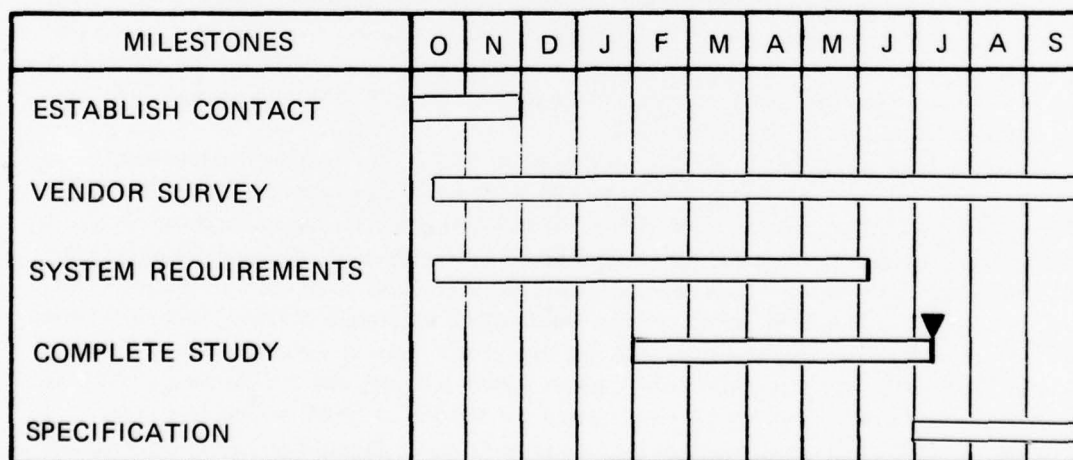 MILESTONES O N D J F M A M J J A S
ESTABLISH CONTACT
VENDOR SURVEY
SYSTEM REQUIREMENTS
COMPLETE STUDY
SPECIFICATION